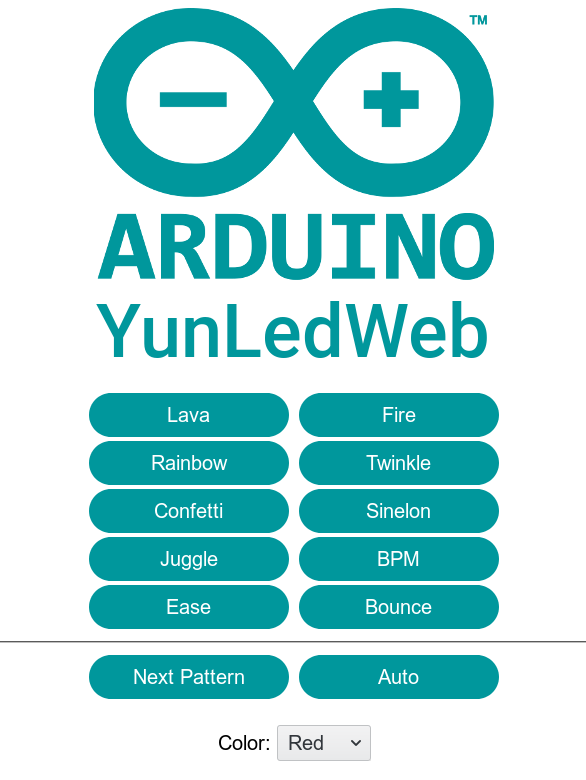 TM
ARDUINO
YunLedWeb
Lava Fire
Rainbow Twinkle
Confetti Sinelon
Juggle BPM
Ease Bounce
Next Pattern Auto
Color: Red